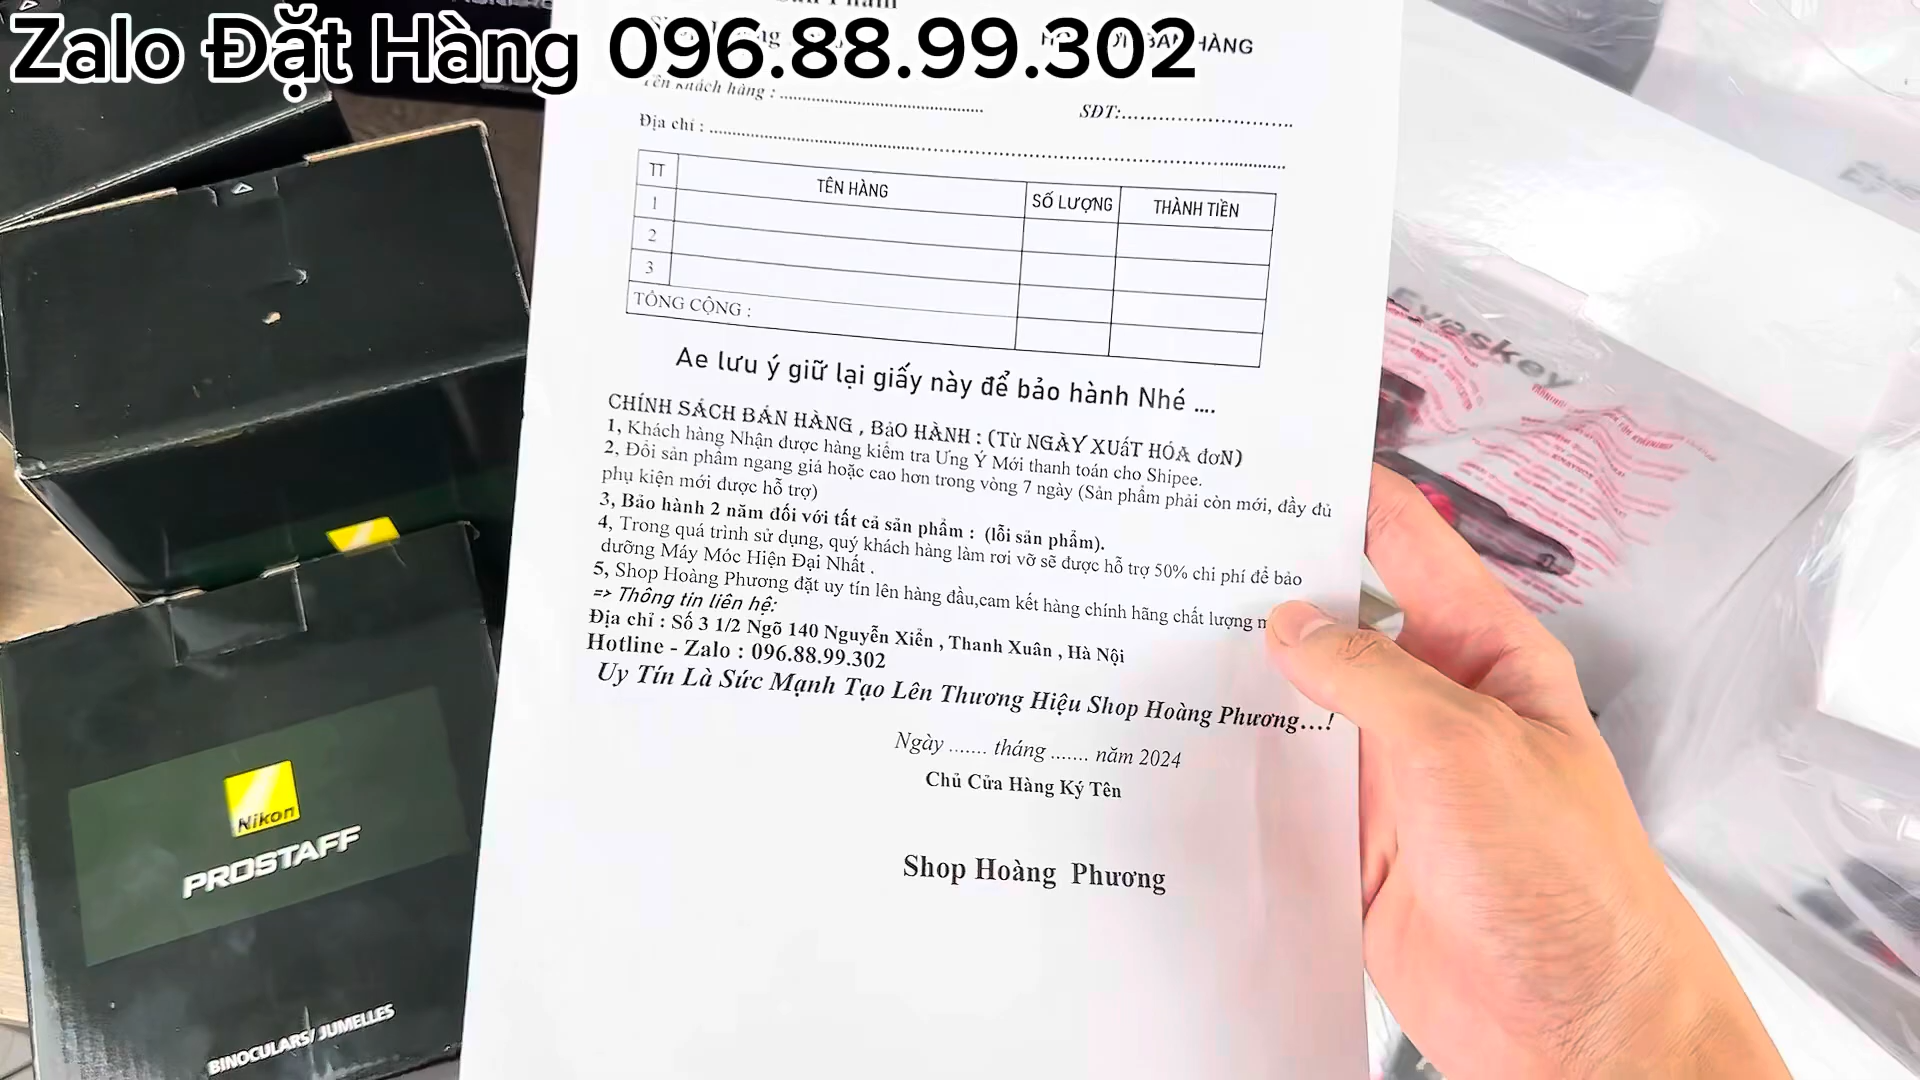 Zalo Đặt Hàng 096.88.99.302
BÁN HÀNG
Tên khách hàng : ........................................
SĐT:..............................
Địa chỉ : ................................................................................
TT TÊN HÀNG SỐ LƯỢNG THÀNH TIỀN
1
2
3
TỔNG CỘNG :
Ae lưu ý giữ lại giấy này để bảo hành Nhé ....
CHÍNH SÁCH BÁN HÀNG , BẢO HÀNH : (Từ NGÀY XUấT HÓA đơN)
1, Khách hàng Nhận được hàng kiểm tra Ưng Ý Mới thanh toán cho Shipee.
2, Đổi sản phẩm ngang giá hoặc cao hơn trong vòng 7 ngày (Sản phẩm phải còn mới, đầy đủ
phụ kiện mới được hỗ trợ)
3, Bảo hành 2 năm đối với tất cả sản phẩm : (lỗi sản phẩm).
4, Trong quá trình sử dụng, quý khách hàng làm rơi vỡ sẽ được hỗ trợ 50% chi phí để bảo
dưỡng Máy Móc Hiện Đại Nhất .
5, Shop Hoàng Phương đặt uy tín lên hàng đầu,cam kết hàng chính hãng chất lượng
=> Thông tin liên hệ:
Địa chỉ : Số 3 1/2 Ngõ 140 Nguyễn Xiển , Thanh Xuân , Hà Nội
Hotline - Zalo : 096.88.99.302
Uy Tín Là Sức Mạnh Tạo Lên Thương Hiệu Shop Hoàng Phương...!
Ngày ....... tháng ....... năm 2024
Chủ Cửa Hàng Ký Tên
Shop Hoàng Phương
Nikon
PROSTAFF
BINOCULARS/ JUMELLES
Eyeskey